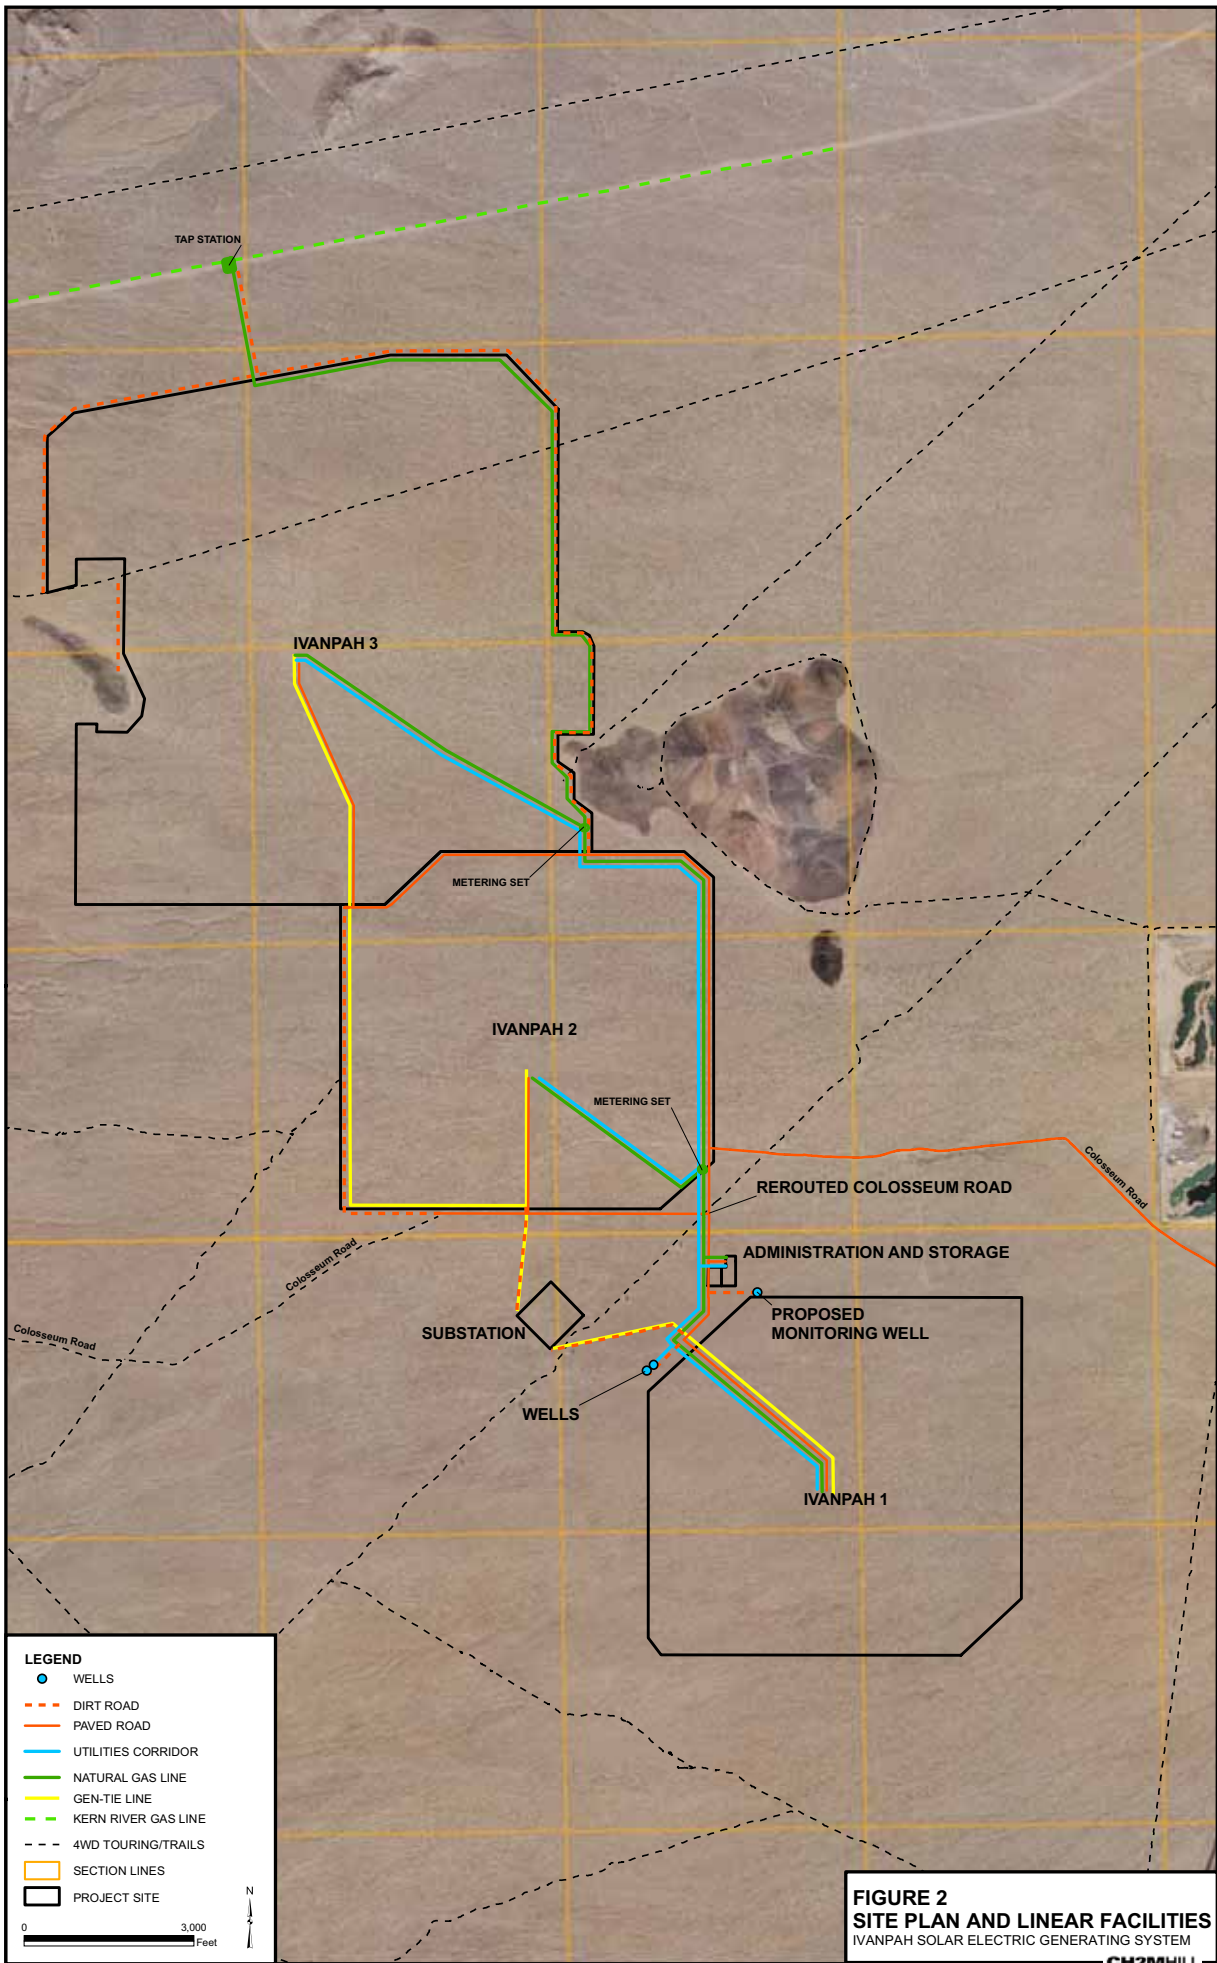 TAP STATION
IVANPAH 3
METERING SET
IVANPAH 2
METERING SET
Colosseum Road
REROUTED COLOSSEUM ROAD
Colosseum Road
ADMINISTRATION AND STORAGE
PROPOSED
MONITORING WELL
SUBSTATION
Colosseum Road
WELLS
IVANPAH 1
LEGEND
WELLS
DIRT ROAD
PAVED ROAD
UTILITIES CORRIDOR
NATURAL GAS LINE
GEN-TIE LINE
KERN RIVER GAS LINE
4WD TOURING/TRAILS
SECTION LINES
PROJECT SITE
N
0 3,000
Feet
FIGURE 2
SITE PLAN AND LINEAR FACILITIES
IVANPAH SOLAR ELECTRIC GENERATING SYSTEM
CH2MHILL